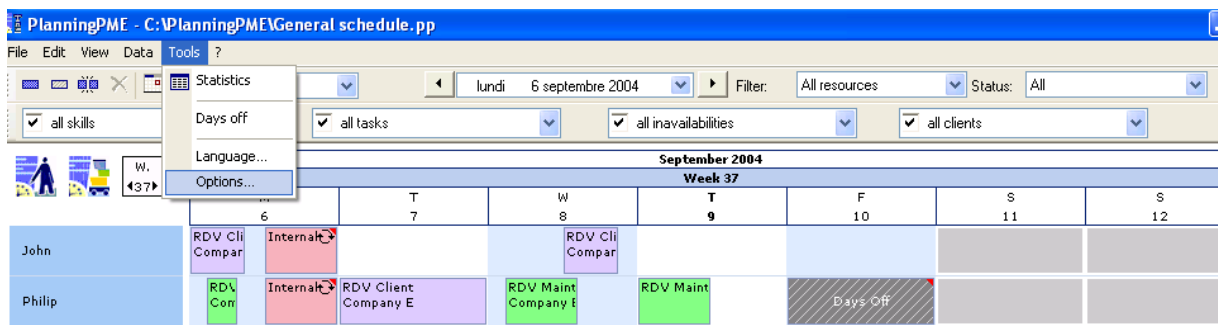 PlanningPME - C:\PlanningPME\General schedule.pp
File Edit View Data Tools ?
Statistics
lundi 6 septembre 2004
Filter:
All resources
Status:
All
Days off
all skills
all tasks
all inavailabilities
all clients
Language...
Options...
W.
37
September 2004
Week 37
T W T F S S
6 7 8 9 10 11 12
John
RDV Cli
Compar
Internal
RDV Cli
Compar
Philip
RDV
Com
Internal
RDV Client
Company E
RDV Maint
Company E
RDV Maint
Days Off